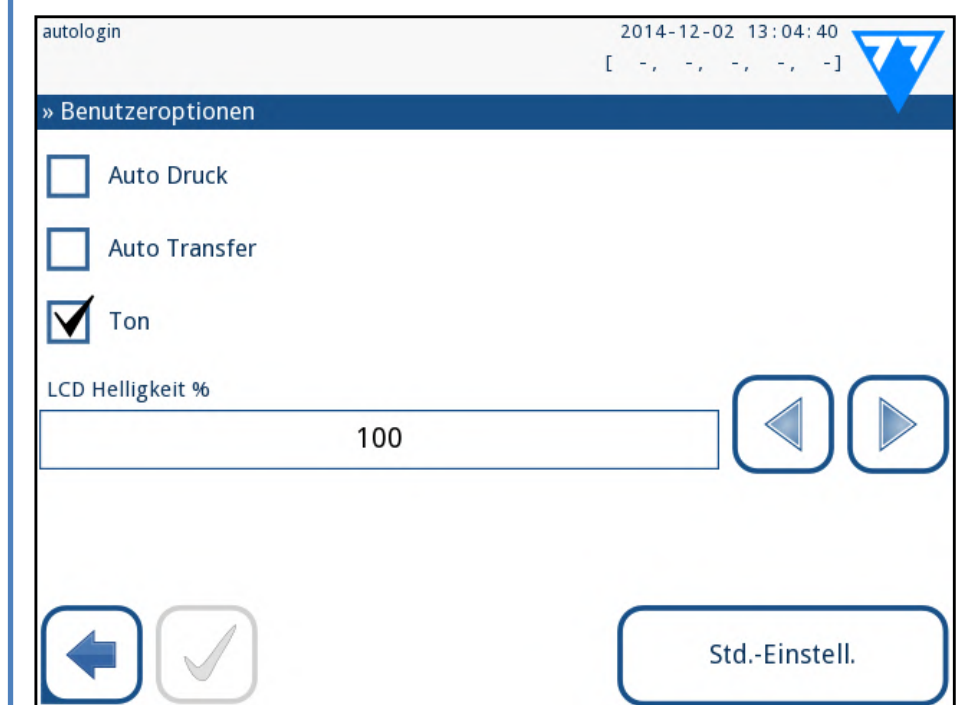 autologin 2014-12-02 13:04:40
[ -, -, -, -, -]
» Benutzeroptionen
Auto Druck
Auto Transfer
Ton
LCD Helligkeit %
100
Std.-Einstell.